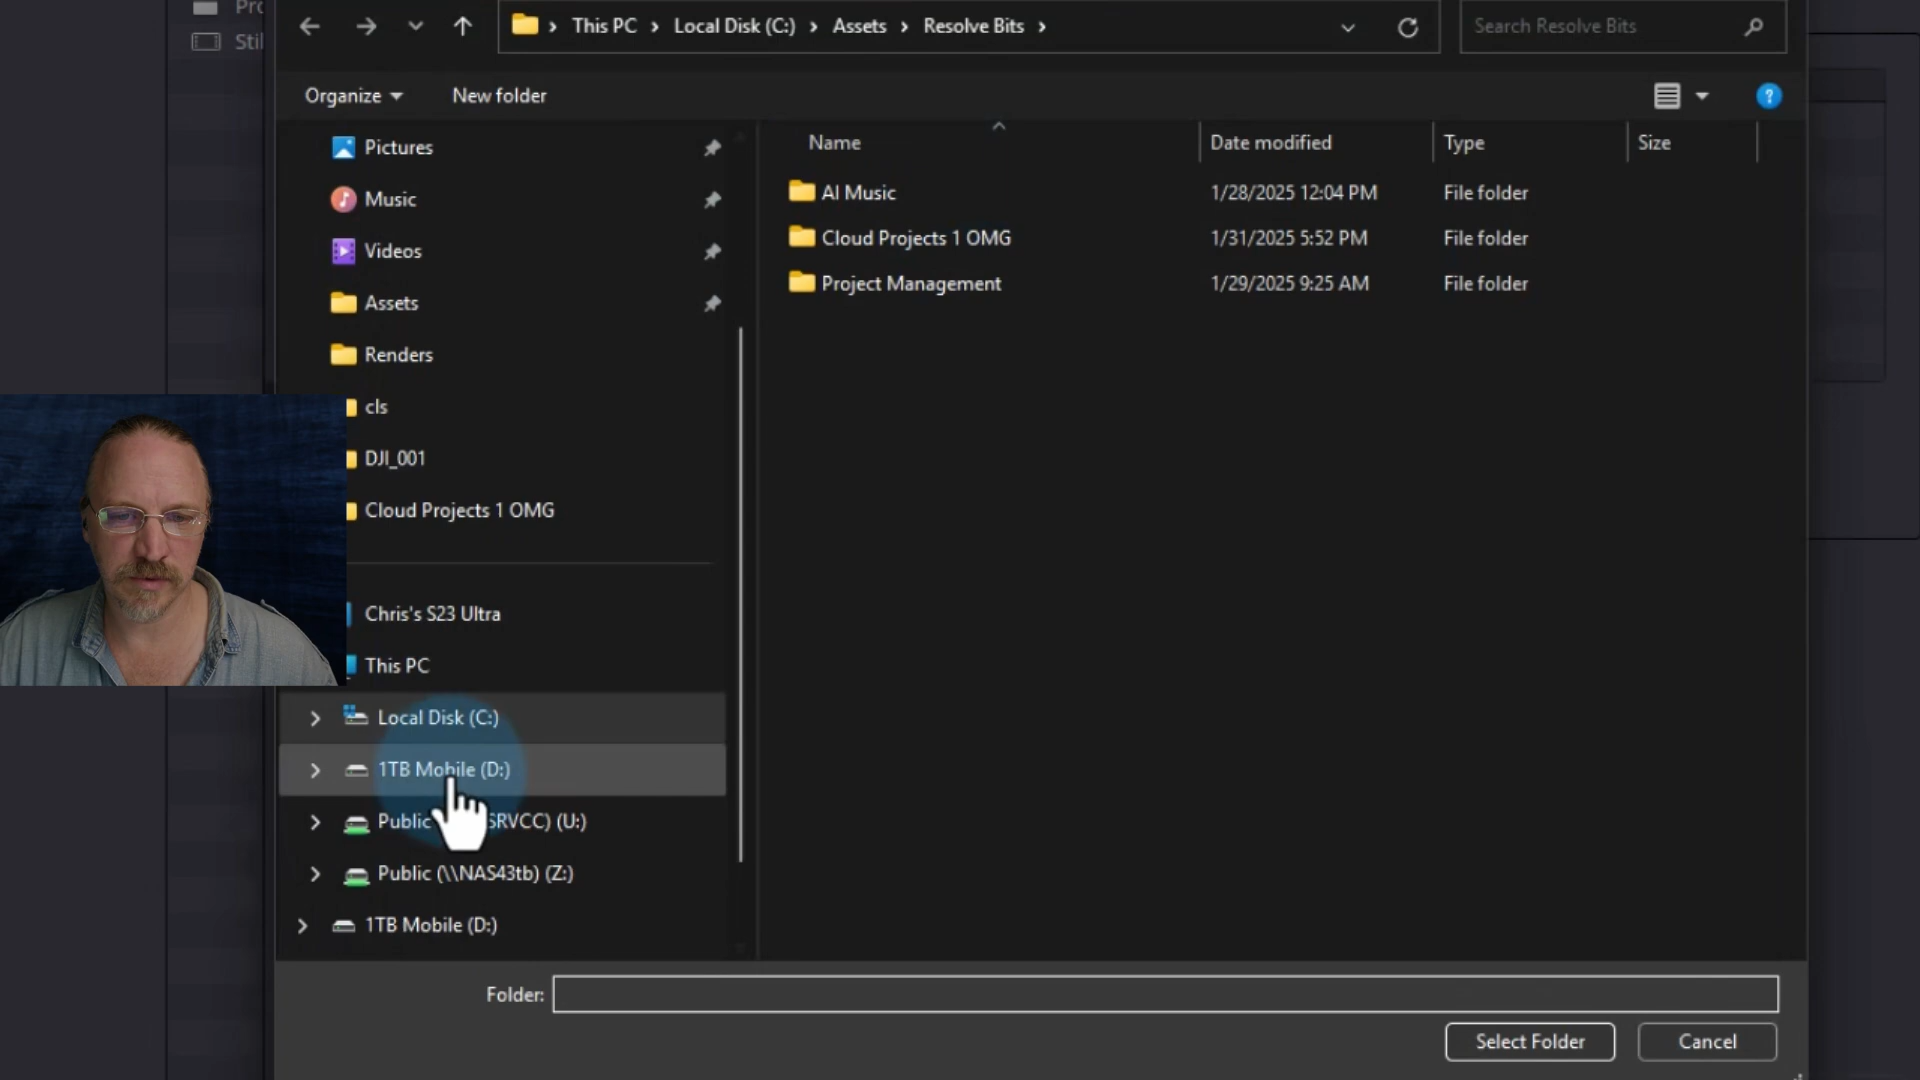 Pro
Stil
This PC > Local Disk (C:) > Assets > Resolve Bits >
Search Resolve Bits
Organize
New folder
?
Name
Date modified
Type
Size
Pictures
Music
Videos
Assets
Renders
cls
DJI_001
Cloud Projects 1 OMG
Chris's S23 Ultra
This PC
Local Disk (C:)
1TB Mobile (D:)
Public SRVCC) (U:)
Public (\\NAS43tb) (Z:)
1TB Mobile (D:)
AI Music 1/28/2025 12:04 PM File folder
Cloud Projects 1 OMG 1/31/2025 5:52 PM File folder
Project Management 1/29/2025 9:25 AM File folder
Folder:
Select Folder
Cancel